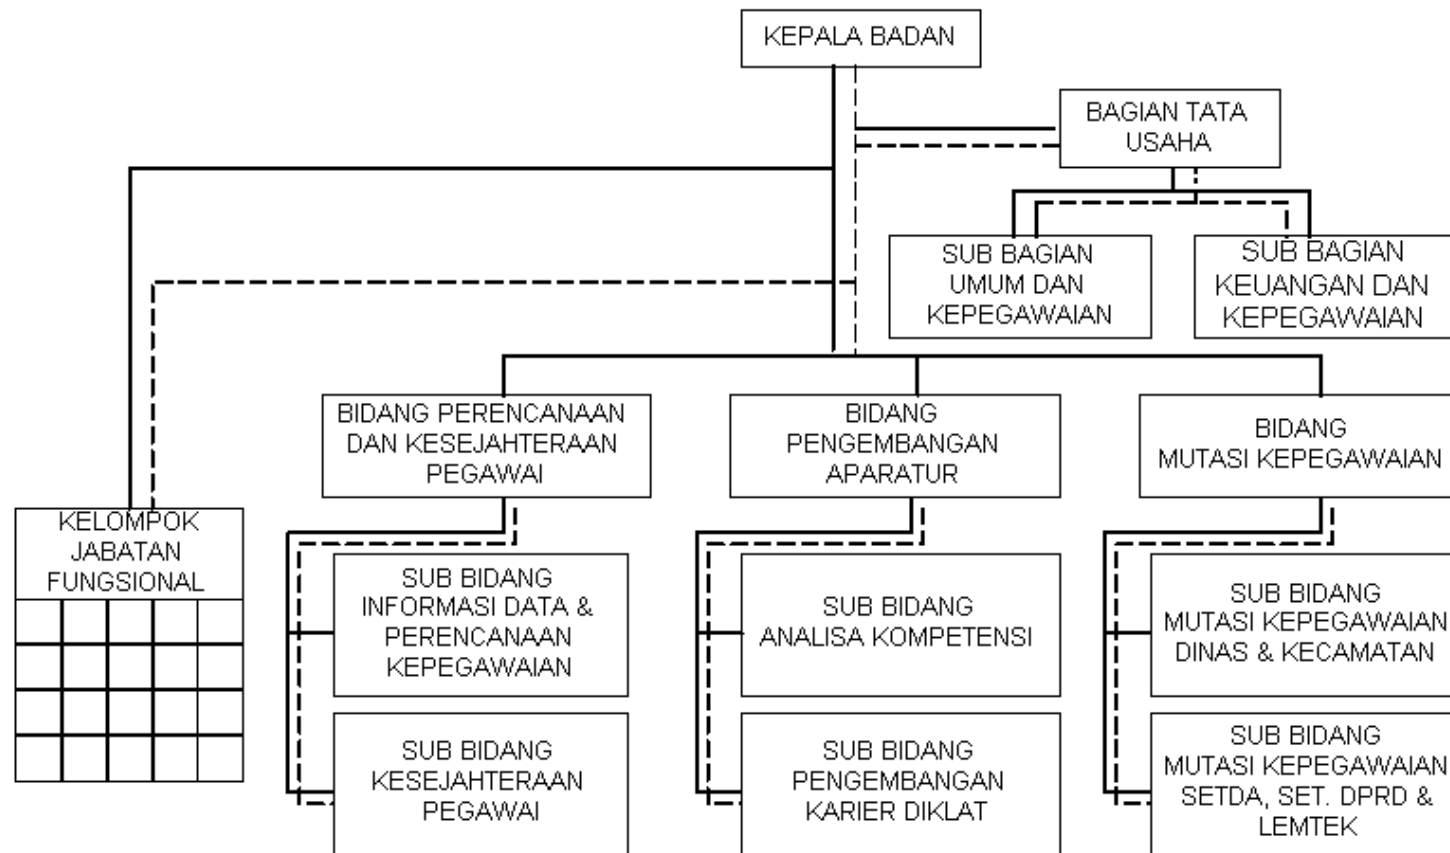 KEPALA BADAN
BAGIAN TATA
USAHA
SUB BAGIAN
UMUM DAN
KEPEGAWAIAN
SUB BAGIAN
KEUANGAN DAN
KEPEGAWAIAN
BIDANG PERENCANAAN
DAN KESEJAHTERAAN
PEGAWAI
BIDANG
PENGEMBANGAN
APARATUR
BIDANG
MUTASI KEPEGAWAIAN
KELOMPOK
JABATAN
FUNGSIONAL
SUB BIDANG
INFORMASI DATA &
PERENCANAAN
KEPEGAWAIAN
SUB BIDANG
ANALISA KOMPETENSI
SUB BIDANG
MUTASI KEPEGAWAIAN
DINAS & KECAMATAN
SUB BIDANG
KESEJAHTERAAN
PEGAWAI
SUB BIDANG
PENGEMBANGAN
KARIER DIKLAT
SUB BIDANG
MUTASI KEPEGAWAIAN
SETDA, SET. DPRD &
LEMTEK